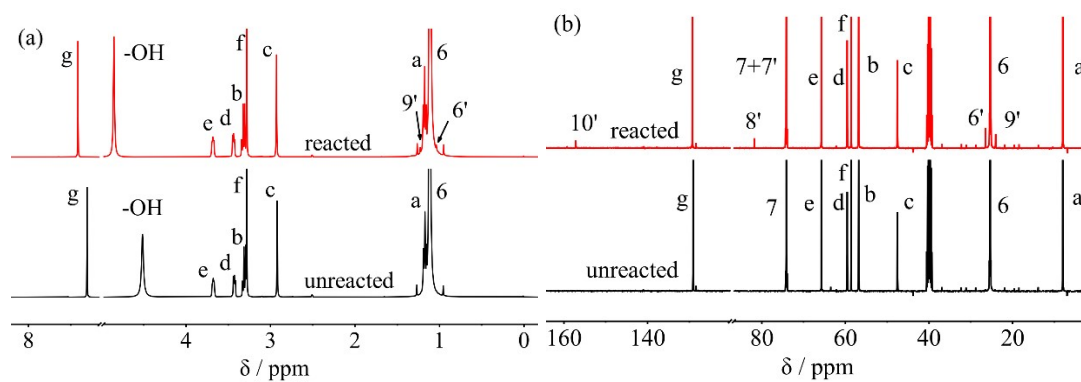 (a)
g
-OH
f
c
a
6
b
9'
6'
e
d
reacted
g
-OH
f
c
a
6
b
e
d
unreacted
8
4
3
2
1
0
δ / ppm
(b)
g
7+7'
e
f
d
b
c
6
a
10'
8'
6'
9'
reacted
g
7
e
f
d
b
c
6
a
unreacted
160
140
80
60
40
20
δ / ppm